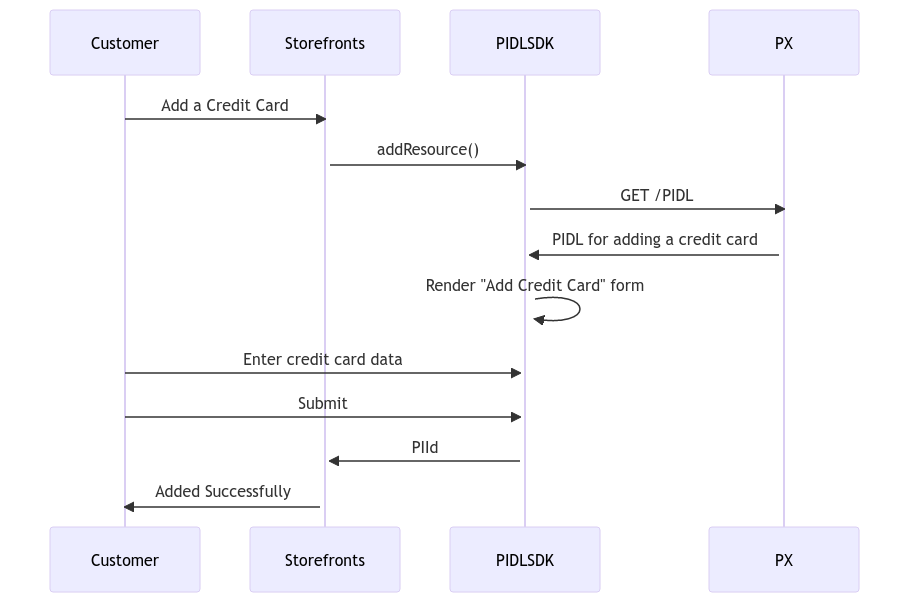 Customer
Storefronts
PIDLSDK
PX
Add a Credit Card
addResource()
GET /PIDL
PIDL for adding a credit card
Render "Add Credit Card" form
Enter credit card data
Submit
PIId
Added Successfully
Customer
Storefronts
PIDLSDK
PX